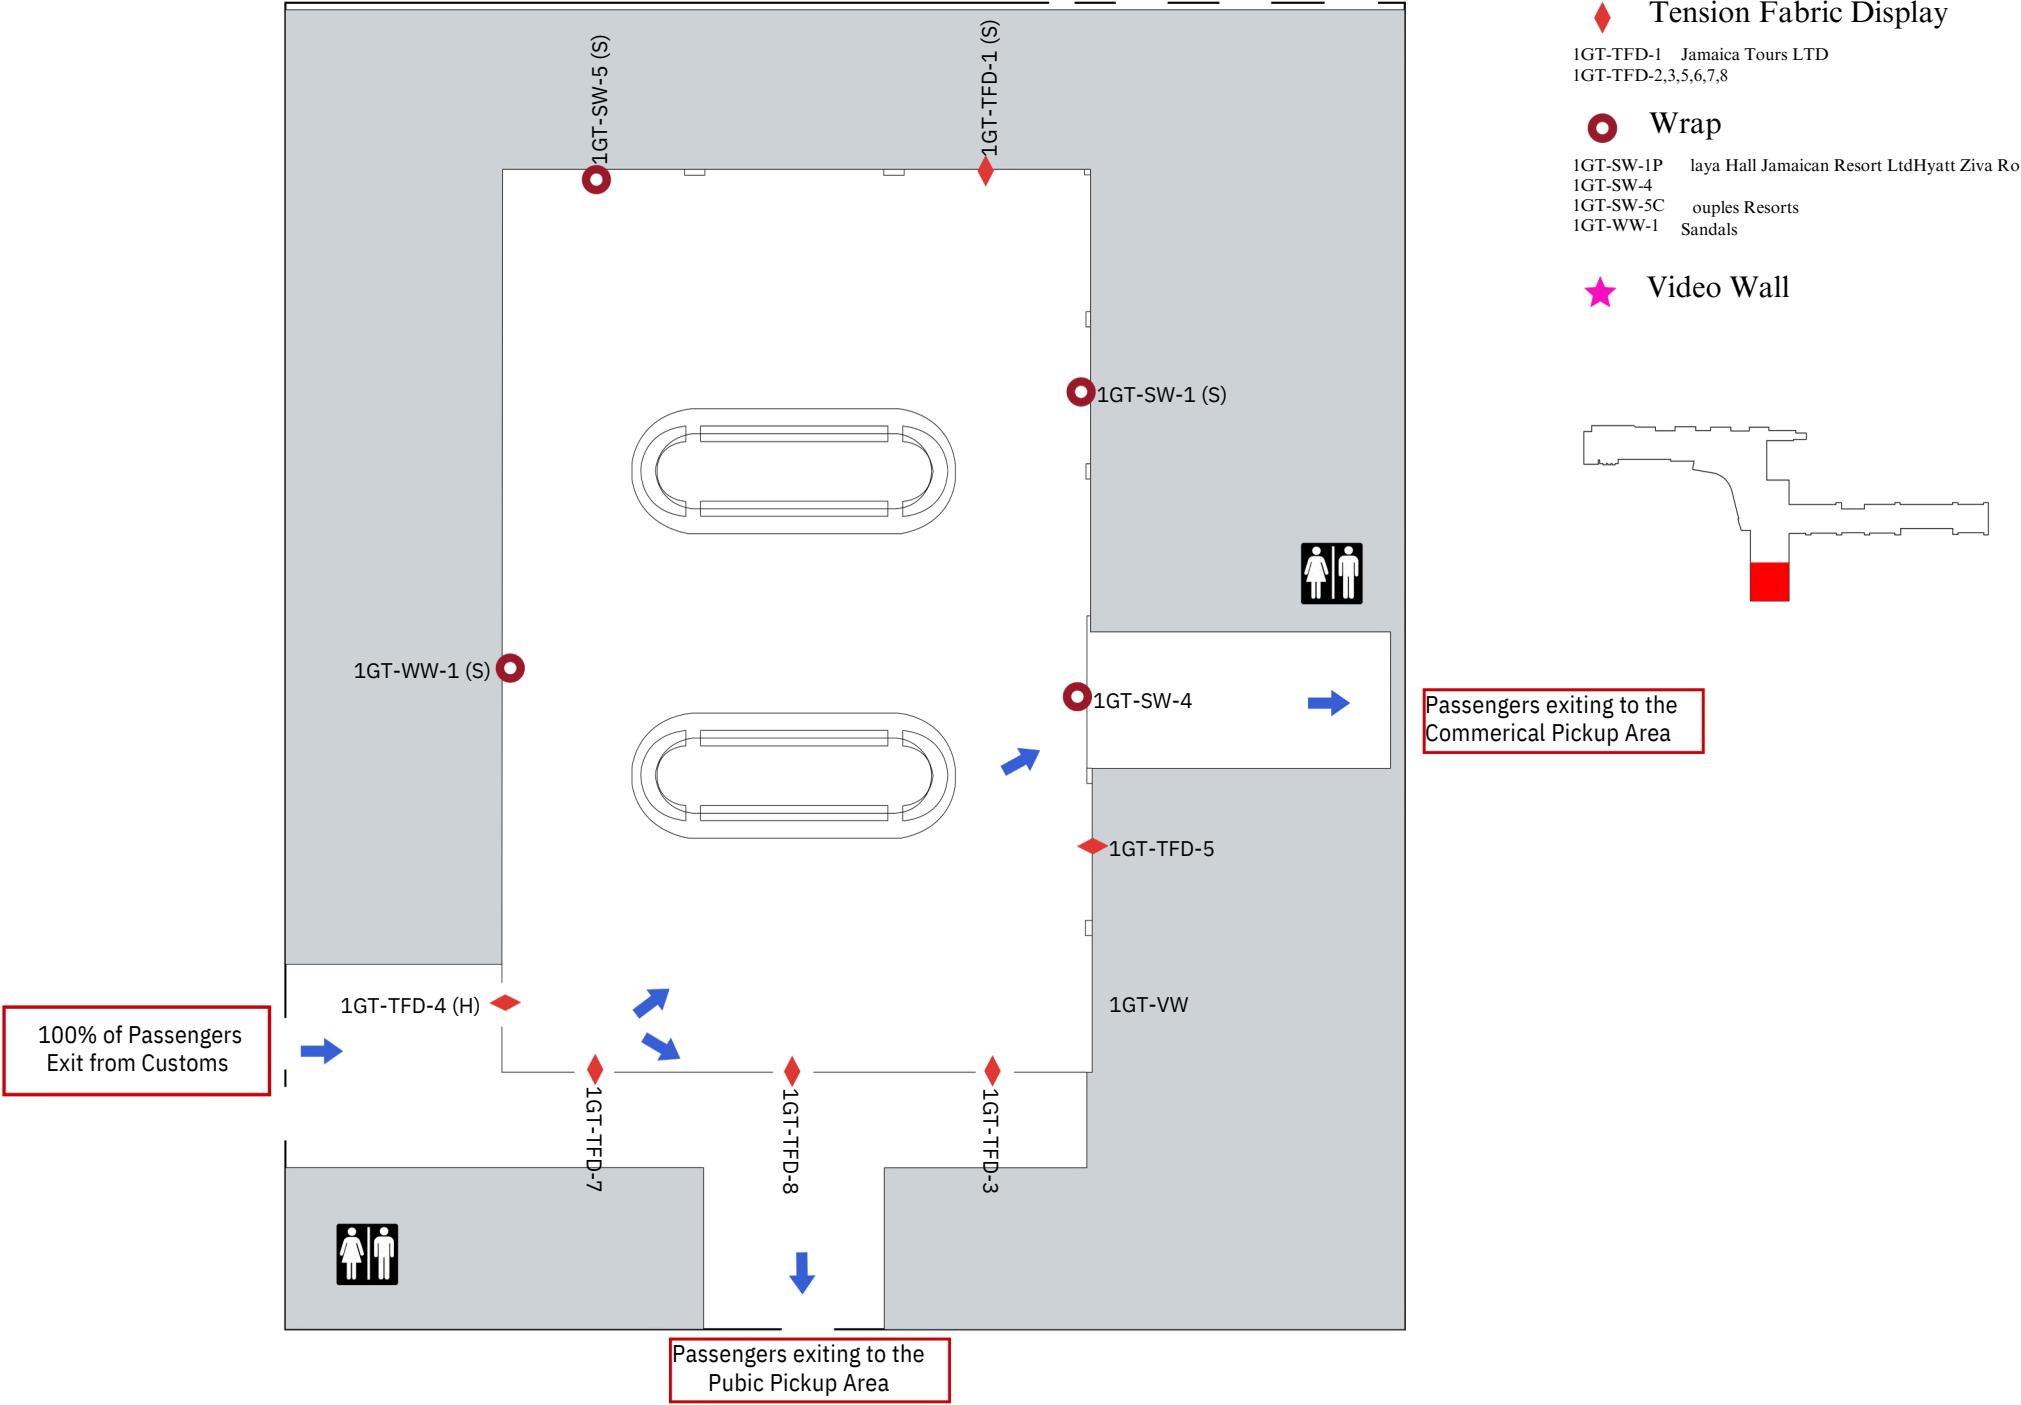 Tension Fabric Display
1GT-TFD-1 Jamaica Tours LTD
1GT-TFD-2,3,5,6,7,8
Wrap
1GT-SW-1P laya Hall Jamaican Resort LtdHyatt Ziva Ro
1GT-SW-4
1GT-SW-5C ouples Resorts
1GT-WW-1 Sandals
Video Wall
1GT-SW-5 (S)
1GT-TFD-1 (S)
1GT-SW-1 (S)
1GT-WW-1 (S)
1GT-SW-4
Passengers exiting to the
Commerical Pickup Area
1GT-TFD-5
1GT-TFD-4 (H)
1GT-VW
100% of Passengers
Exit from Customs
1GT-TFD-7
1GT-TFD-8
1GT-TFD-3
Passengers exiting to the
Pubic Pickup Area